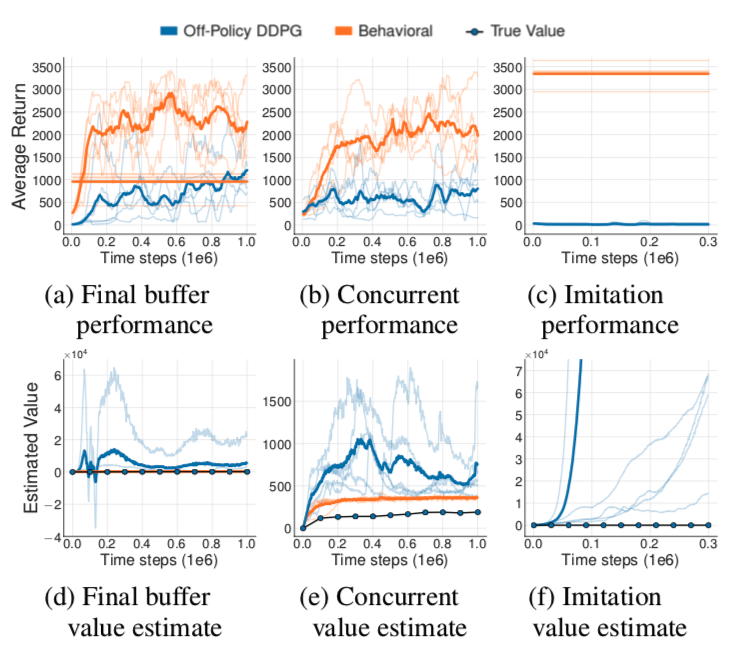 Off-Policy DDPG Behavioral True Value
Average Return
3500
3000
2500
2000
1500
1000
500
0
0.0 0.2 0.4 0.6 0.8 1.0
Time steps (1e6)
(a) Final buffer
performance
3500
3000
2500
2000
1500
1000
500
0
0.0 0.2 0.4 0.6 0.8 1.0
Time steps (1e6)
(b) Concurrent
performance
3500
3000
2500
2000
1500
1000
500
0
0.0 0.1 0.2 0.3
Time steps (1e6)
(c) Imitation
performance
Estimated Value
×10⁴
6
4
2
0
−2
−4
0.0 0.2 0.4 0.6 0.8 1.0
Time steps (1e6)
(d) Final buffer
value estimate
1500
1000
500
0
0.0 0.2 0.4 0.6 0.8 1.0
Time steps (1e6)
(e) Concurrent
value estimate
×10⁴
7
6
5
4
3
2
1
0
0.0 0.1 0.2 0.3
Time steps (1e6)
(f) Imitation
value estimate